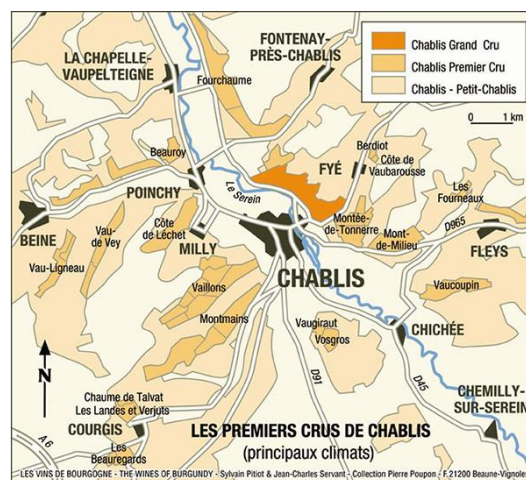 Chablis Grand Cru
Chablis Premier Cru
Chablis - Petit-Chablis
0 1 km
FONTENAY-
PRÈS-CHABLIS
LA CHAPELLE-
VAUPELTEIGNE
Fourchaume
Beauroy
POINCHY
Le Serein
FYÉ
Berdiot
Côte de
Vaubarousse
Les
Fourneaux
BEINE
Vau-
de Vey
Côte
de Léchet
MILLY
Montée-
de-Tonnerre
Mont-
de-Milieu
D965
FLEYS
Vau-Ligneau
CHABLIS
Vaillons
Montmains
Vaucoupin
Vaugiraut
Vosgros
CHICHÉE
N
D91
D45
CHEMILLY-
SUR-SEREIN
Chaume de Talvat
Les Landes et Verjuts
COURGIS
Les
Beauregards
A 6
LES PREMIERS CRUS DE CHABLIS
(principaux climats)
LES VINS DE BOURGOGNE - THE WINES OF BURGUNDY - Sylvain Pitiot & Jean-Charles Servant - Collection Pierre Poupon - F.21200 Beaune-Vignoles